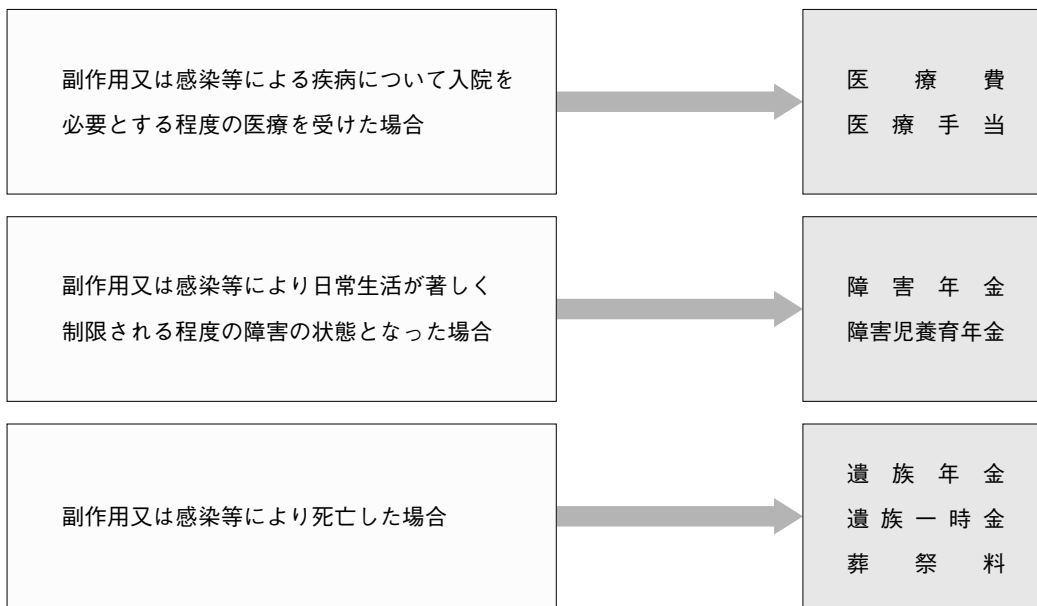 副作用又は感染等による疾病について入院を
必要とする程度の医療を受けた場合
医療費
医療手当
副作用又は感染等により日常生活が著しく
制限される程度の障害の状態となった場合
障害年金
障害児養育年金
副作用又は感染等により死亡した場合
遺族年金
遺族一時金
葬祭料